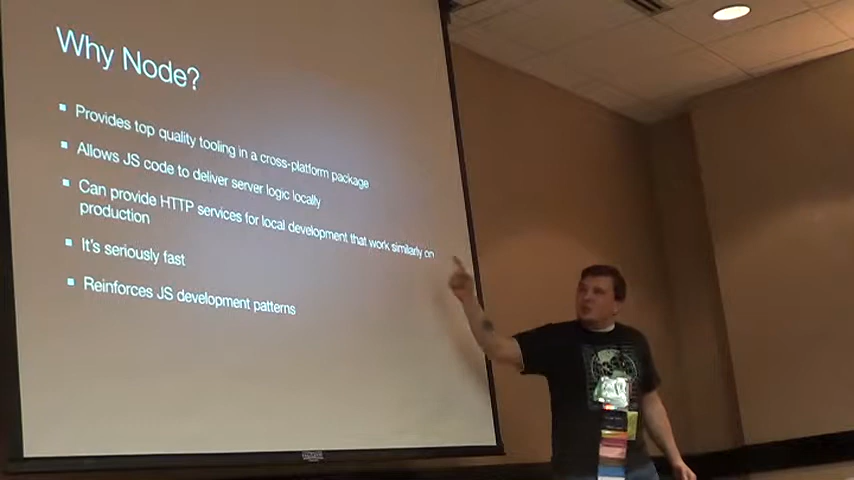 Why Node?
Provides top quality tooling in a cross-platform package
Allows JS code to deliver server logic locally
Can provide HTTP services for local development that work similarly on
production
It's seriously fast
Reinforces JS development patterns